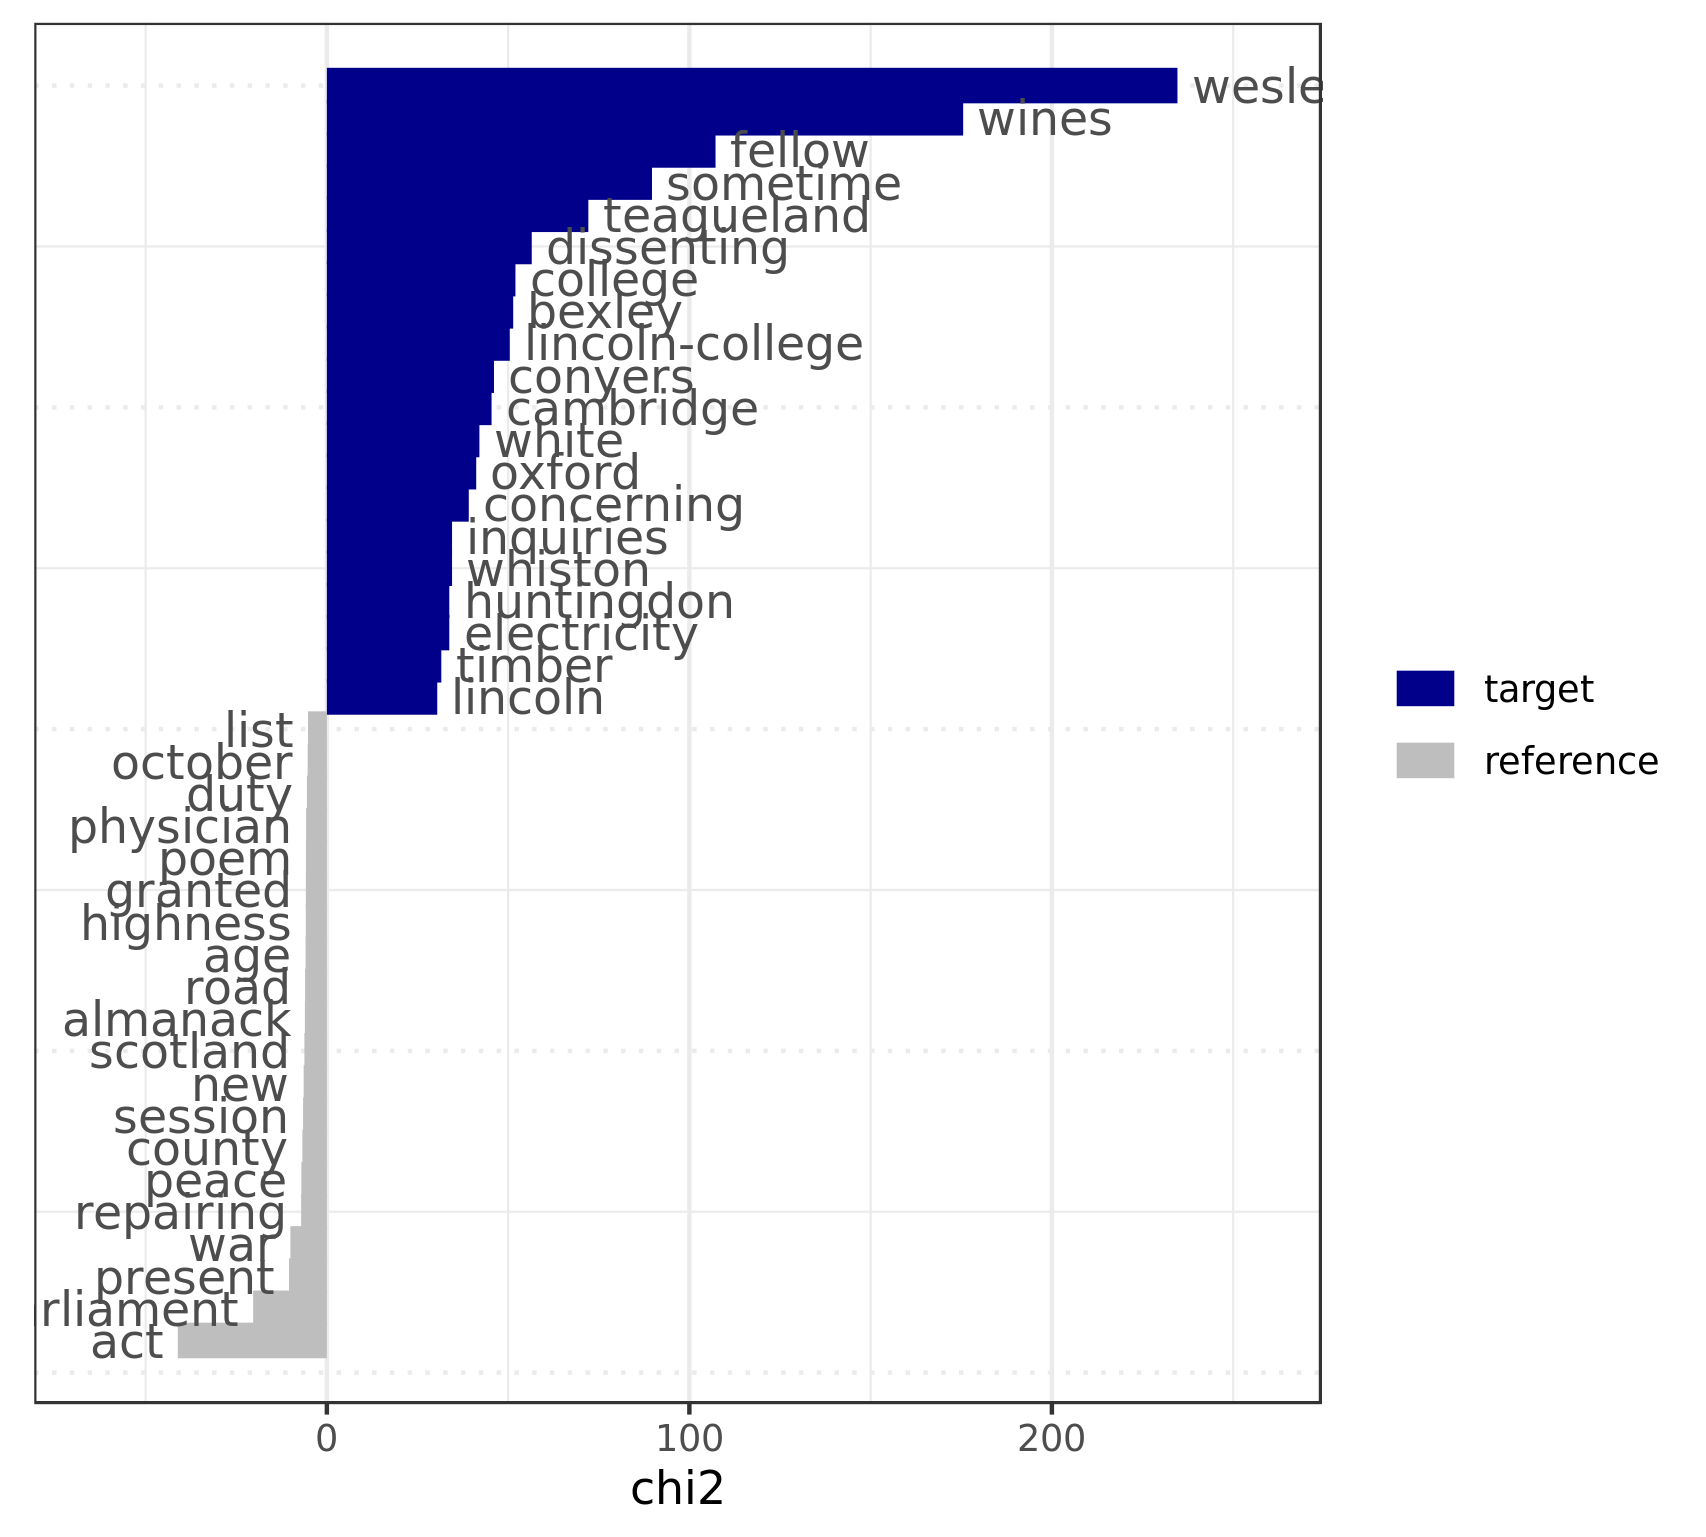 wesle
wines
fellow
sometime
teagueland
dissenting
college
bexley
lincoln-college
conyers
cambridge
white
oxford
concerning
inquiries
whiston
huntingdon
electricity
timber
lincoln
list
october
duty
physician
poem
granted
highness
age
road
almanack
scotland
new
session
county
peace
repairing
war
present
rliament
act
target
reference
0 100 200
chi2